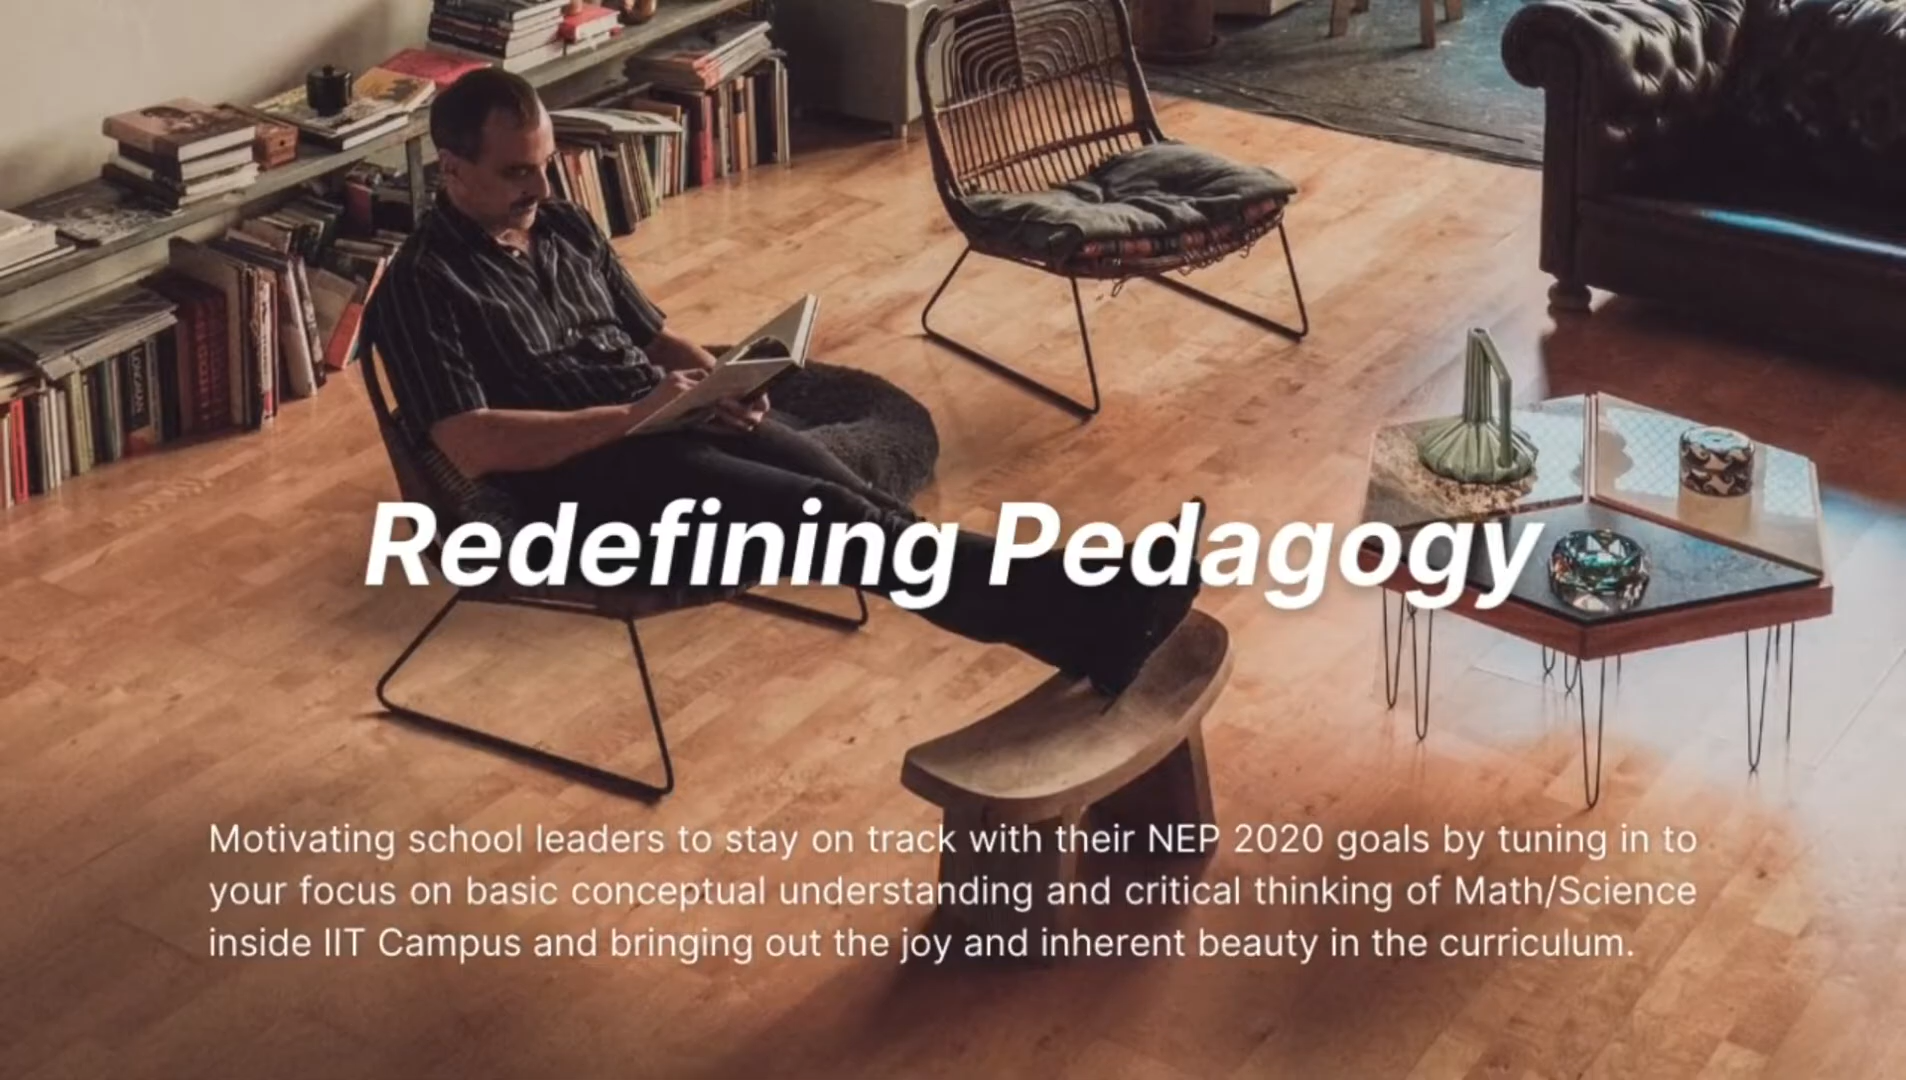 Redefining Pedagogy
Motivating school leaders to stay on track with their NEP 2020 goals by tuning in to
your focus on basic conceptual understanding and critical thinking of Math/Science
inside IIT Campus and bringing out the joy and inherent beauty in the curriculum.